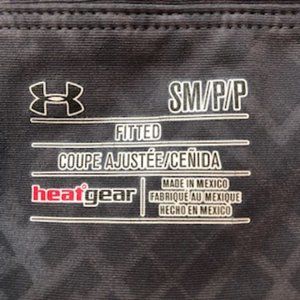 SM/P/P
FITTED
COUPE AJUSTÉE/CEÑIDA
heatgear
MADE IN MEXICO
FABRIQUÉ AU MEXIQUE
HECHO EN MEXICO